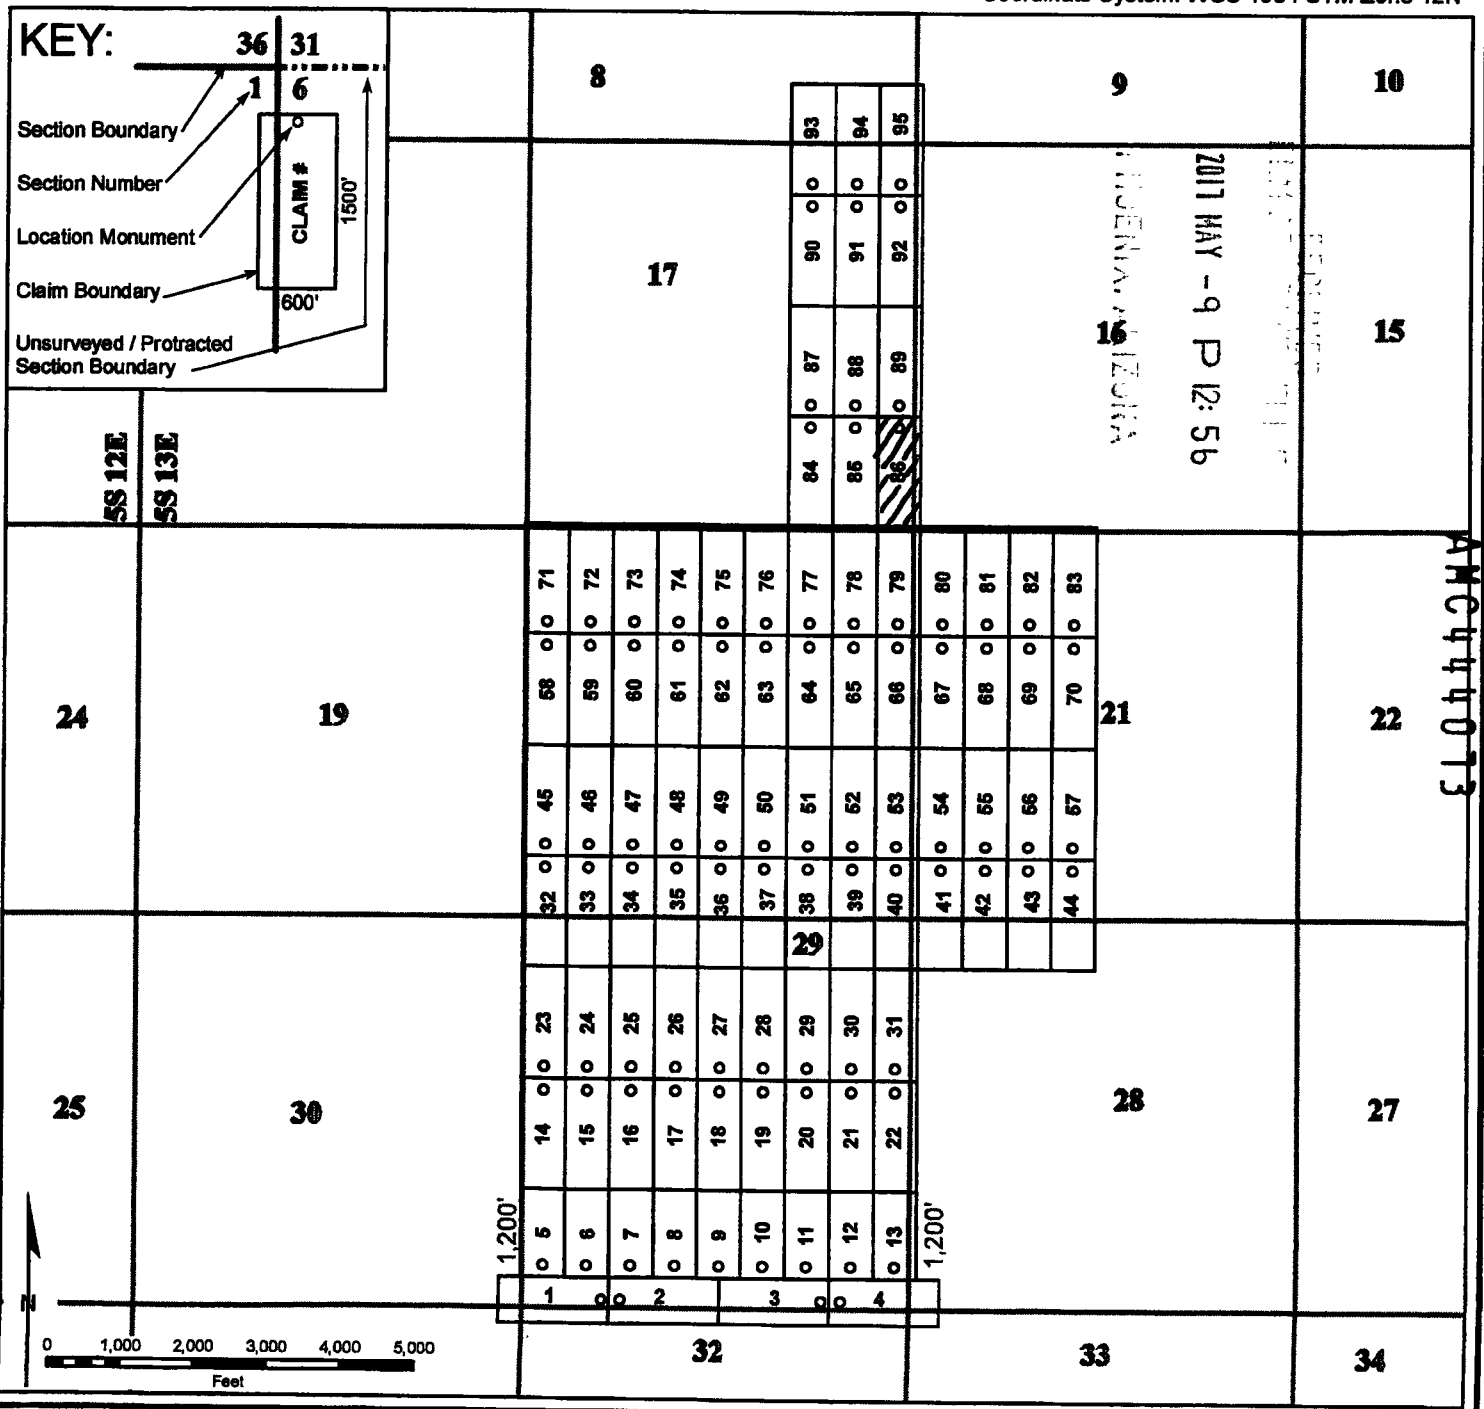 KEY:
36 31
1 6
Section Boundary
Section Number
Location Monument
Claim Boundary
Unsurveyed / Protracted
Section Boundary
CLAIM #
1500'
600'
8 9 10
17 16 15
5S 12E
5S 13E
93 94 95
90 91 92
87 88 89
84 85 86
2017 MAY -9 P 12:56
AMC444073
71 72 73 74 75 76 77 78 79 80 81 82 83
58 59 60 61 62 63 64 65 66 67 68 69 70
24 19 21 22
45 46 47 48 49 50 51 52 53 54 55 56 57
32 33 34 35 36 37 38 39 40 41 42 43 44
29
23 24 25 26 27 28 29 30 31
25 30 28 27
14 15 16 17 18 19 20 21 22
1,200' 5 6 7 8 9 10 11 12 13 1,200'
1 2 3 4
N
32 33 34
0 1,000 2,000 3,000 4,000 5,000
Feet